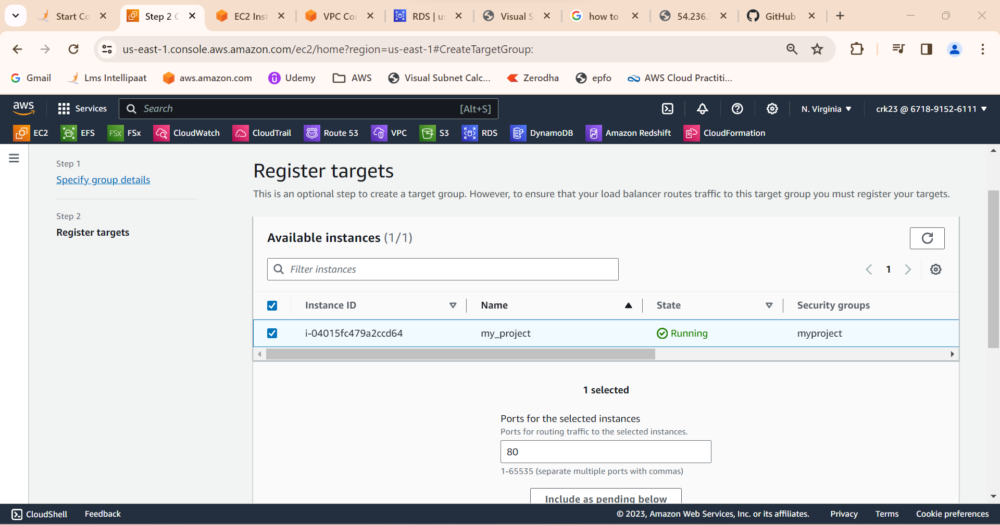 Start Co
Step 2 C
EC2 Inst
VPC Co
RDS | u
Visual S
how to
54.236.
GitHub
us-east-1.console.aws.amazon.com/ec2/home?region=us-east-1#CreateTargetGroup:
Gmail
Lms Intellipaat
aws.amazon.com
Udemy
AWS
Visual Subnet Calc...
Zerodha
epfo
AWS Cloud Practiti...
aws
Services
Search
[Alt+S]
N. Virginia
crk23 @ 6718-9152-6111
EC2
EFS
FSx
FSx
CloudWatch
CloudTrail
53
Route 53
VPC
S3
RDS
DynamoDB
Amazon Redshift
CloudFormation
Step 1
Specify group details
Step 2
Register targets
Register targets
This is an optional step to create a target group. However, to ensure that your load balancer routes traffic to this target group you must register your targets.
Available instances (1/1)
Filter instances
1
Instance ID
Name
State
Security groups
i-04015fc479a2ccd64
my_project
Running
myproject
1 selected
Ports for the selected instances
Ports for routing traffic to the selected instances.
80
1-65535 (separate multiple ports with commas)
Include as pending below
CloudShell
Feedback
© 2023, Amazon Web Services, Inc. or its affiliates.
Privacy
Terms
Cookie preferences